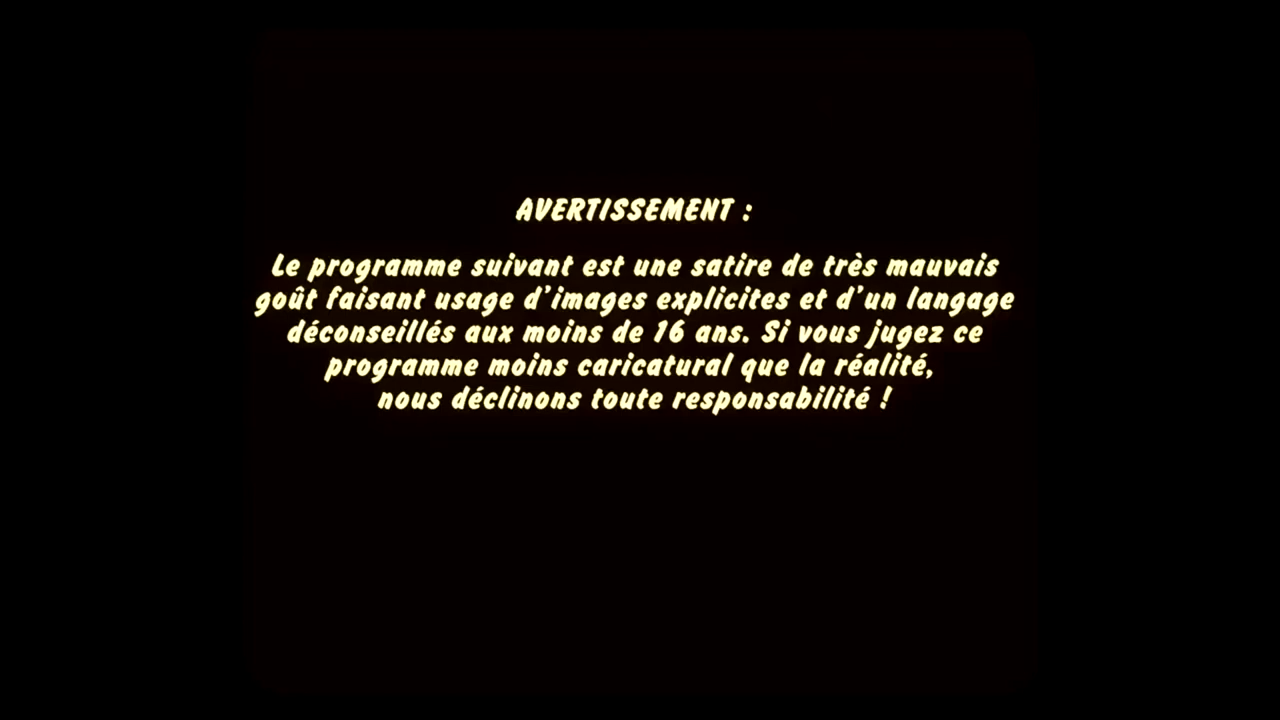 AVERTISSEMENT :
Le programme suivant est une satire de très mauvais
goût faisant usage d'images explicites et d'un langage
déconseillés aux moins de 16 ans. Si vous jugez ce
programme moins caricatural que la réalité,
nous déclinons toute responsabilité !